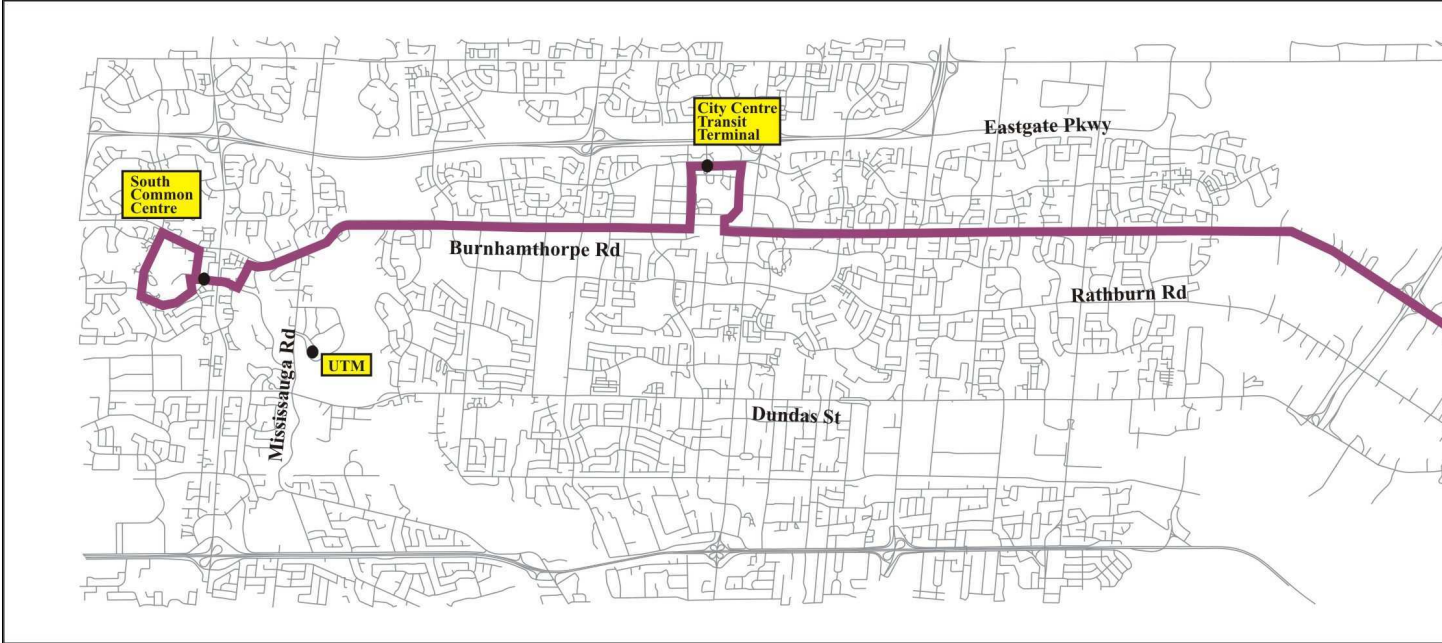 City Centre
Transit
Terminal
Eastgate Pkwy
South
Common
Centre
Burnhamthorpe Rd
Rathburn Rd
Mississauga Rd
UTM
Dundas St